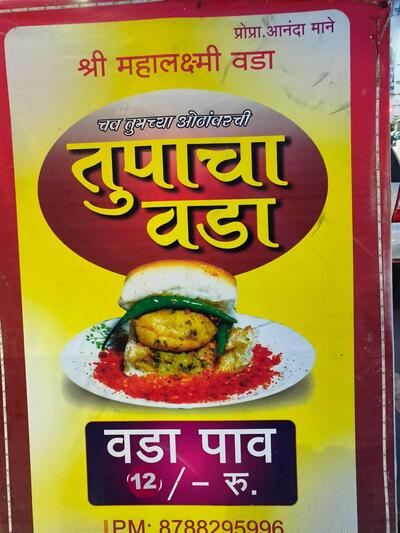 प्रोप्रा.आनंदा माने
श्री महालक्ष्मी वडा
चव तुमच्या ओठांवरची
तुपाचा
वडा
वडा पाव
12/- रु.
PM: 8788295996